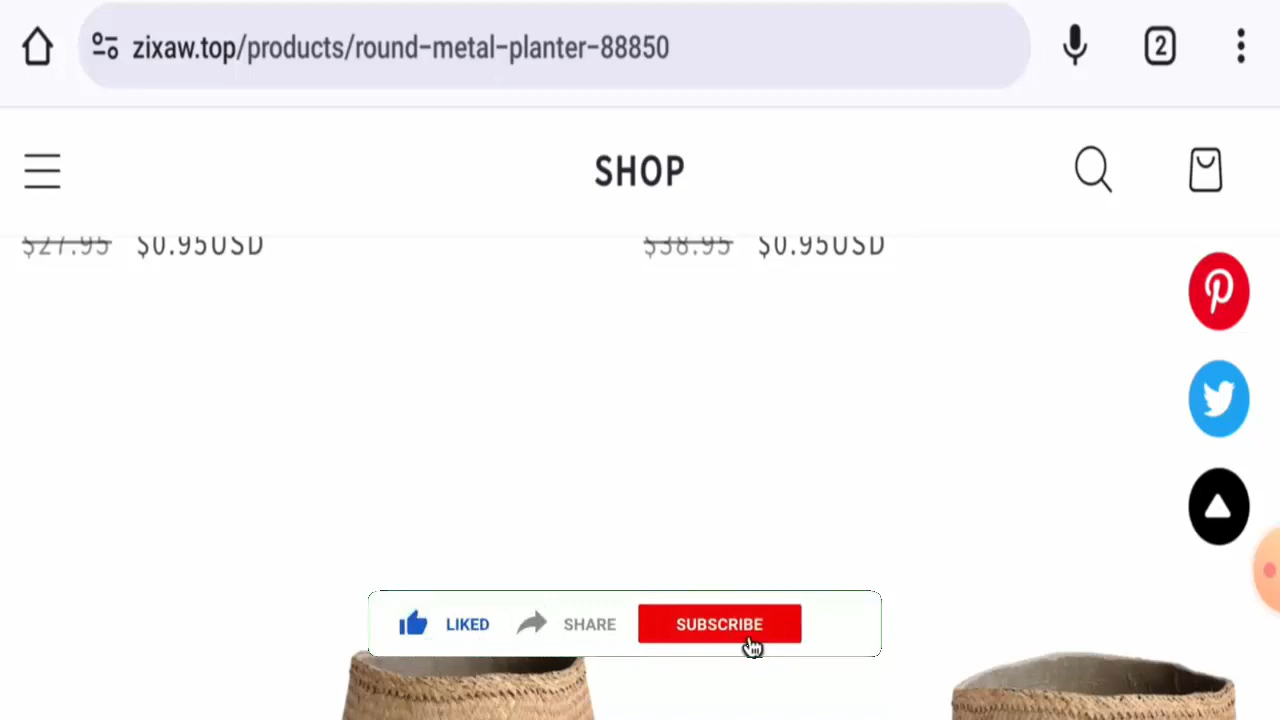 zixaw.top/products/round-metal-planter-88850
2
SHOP
$27.95 $0.95USD $38.95 $0.95USD
LIKED SHARE SUBSCRIBE